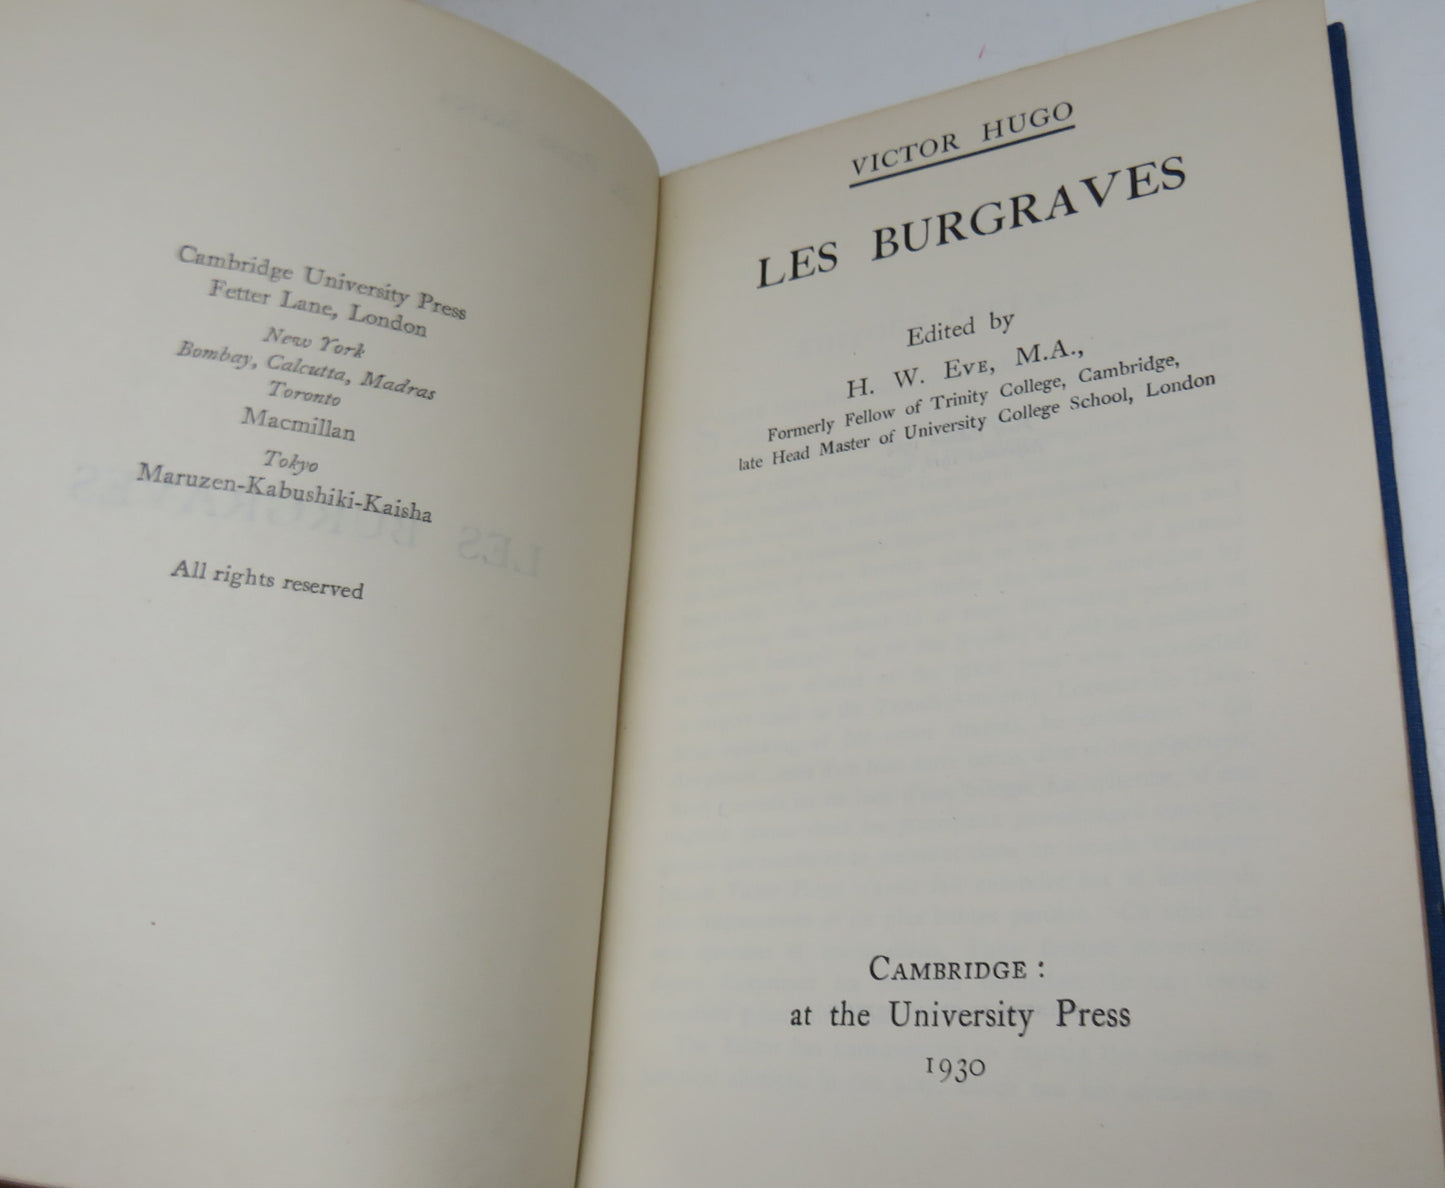 Cambridge University Press
Fetter Lane, London
New York
Bombay, Calcutta, Madras
Toronto
Macmillan
Tokyo
Maruzen-Kabushiki-Kaisha
All rights reserved
VICTOR HUGO
LES BURGRAVES
Edited by
H. W. EVE, M.A.,
Formerly Fellow of Trinity College, Cambridge,
late Head Master of University College School, London
CAMBRIDGE:
at the University Press
1930